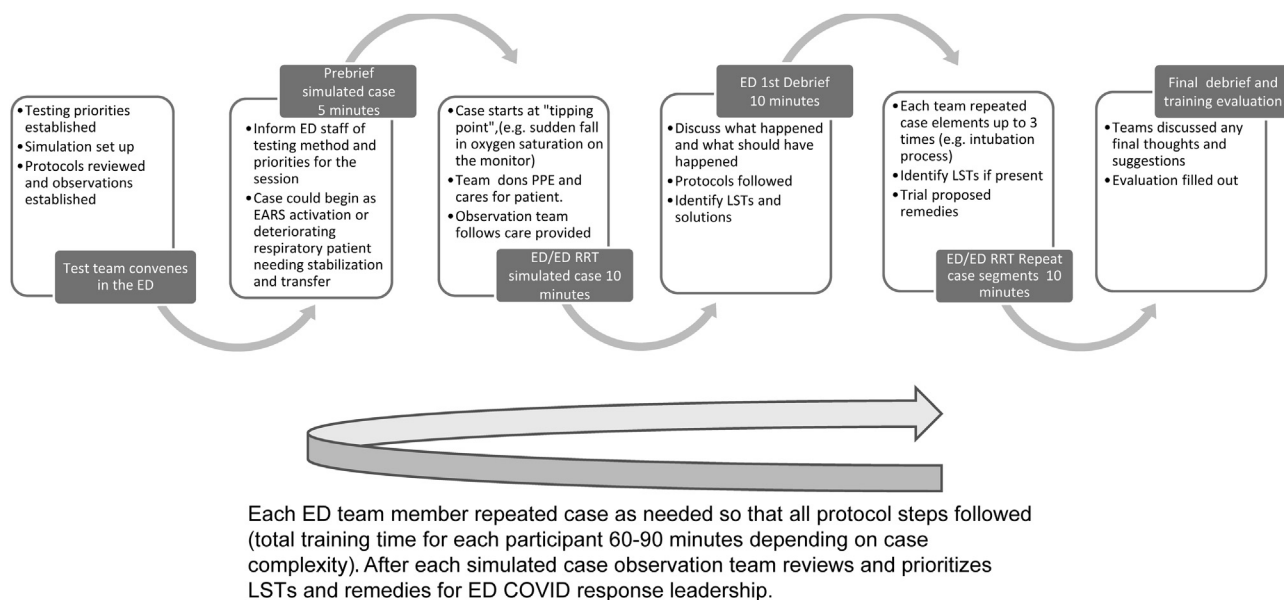 •Testing priorities
established
•Simulation set up
•Protocols reviewed
and observations
established
Test team convenes
in the ED
Prebrief
simulated case
5 minutes
•Inform ED staff of
testing method and
priorities for the
session
•Case could begin as
EARS activation or
deteriorating
respiratory patient
needing stabilization
and transfer
•Case starts at "tipping
point",(e.g. sudden fall
in oxygen saturation on
the monitor)
•Team dons PPE and
cares for patient.
•Observation team
follows care provided
ED/ED RRT
simulated case 10
minutes
ED 1st Debrief
10 minutes
•Discuss what happened
and what should have
happened
•Protocols followed
•Identify LSTs and
solutions
•Each team repeated
case elements up to 3
times (e.g. intubation
process)
•Identify LSTs if present
•Trial proposed
remedies
ED/ED RRT Repeat
case segments 10
minutes
Final debrief and
training evaluation
•Teams discussed any
final thoughts and
suggestions
•Evaluation filled out
Each ED team member repeated case as needed so that all protocol steps followed
(total training time for each participant 60-90 minutes depending on case
complexity). After each simulated case observation team reviews and prioritizes
LSTs and remedies for ED COVID response leadership.